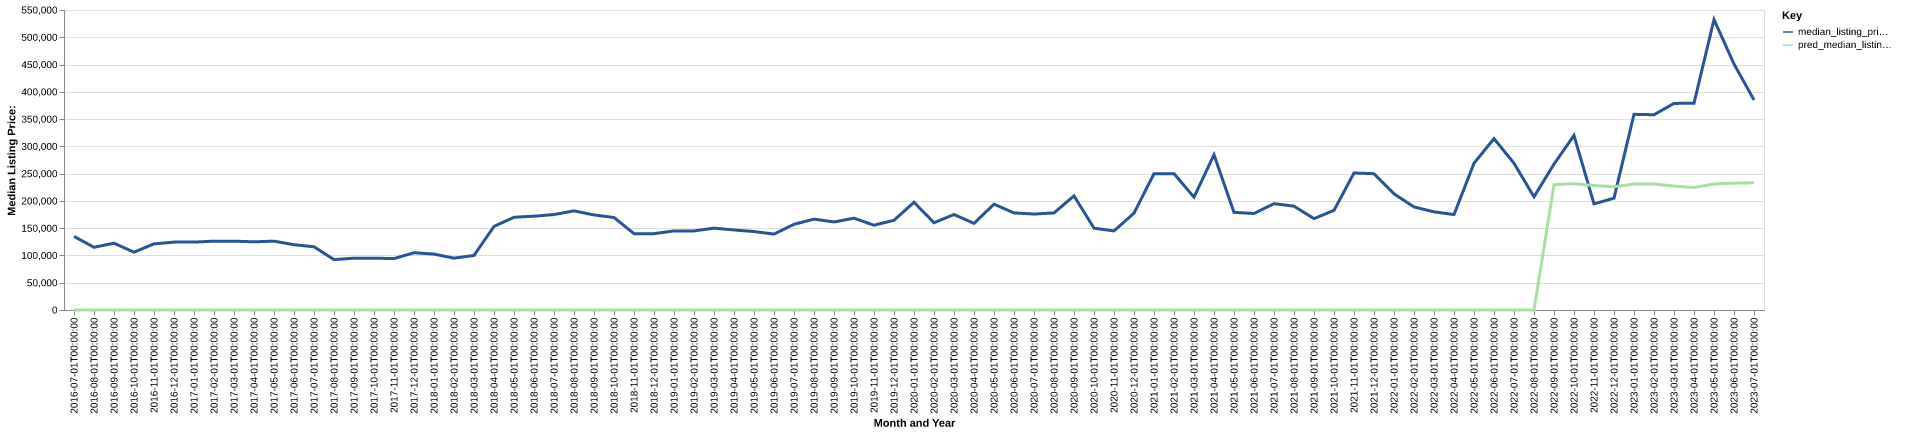 550,000
500,000
450,000
400,000
350,000
300,000
250,000
200,000
150,000
100,000
50,000
0
Median Listing Price:
2016-07-01T00:00:00
2016-08-01T00:00:00
2016-09-01T00:00:00
2016-10-01T00:00:00
2016-11-01T00:00:00
2016-12-01T00:00:00
2017-01-01T00:00:00
2017-02-01T00:00:00
2017-03-01T00:00:00
2017-04-01T00:00:00
2017-05-01T00:00:00
2017-06-01T00:00:00
2017-07-01T00:00:00
2017-08-01T00:00:00
2017-09-01T00:00:00
2017-10-01T00:00:00
2017-11-01T00:00:00
2017-12-01T00:00:00
2018-01-01T00:00:00
2018-02-01T00:00:00
2018-03-01T00:00:00
2018-04-01T00:00:00
2018-05-01T00:00:00
2018-06-01T00:00:00
2018-07-01T00:00:00
2018-08-01T00:00:00
2018-09-01T00:00:00
2018-10-01T00:00:00
2018-11-01T00:00:00
2018-12-01T00:00:00
2019-01-01T00:00:00
2019-02-01T00:00:00
2019-03-01T00:00:00
2019-04-01T00:00:00
2019-05-01T00:00:00
2019-06-01T00:00:00
2019-07-01T00:00:00
2019-08-01T00:00:00
2019-09-01T00:00:00
2019-10-01T00:00:00
2019-11-01T00:00:00
2019-12-01T00:00:00
2020-01-01T00:00:00
2020-02-01T00:00:00
2020-03-01T00:00:00
2020-04-01T00:00:00
2020-05-01T00:00:00
2020-06-01T00:00:00
2020-07-01T00:00:00
2020-08-01T00:00:00
2020-09-01T00:00:00
2020-10-01T00:00:00
2020-11-01T00:00:00
2020-12-01T00:00:00
2021-01-01T00:00:00
2021-02-01T00:00:00
2021-03-01T00:00:00
2021-04-01T00:00:00
2021-05-01T00:00:00
2021-06-01T00:00:00
2021-07-01T00:00:00
2021-08-01T00:00:00
2021-09-01T00:00:00
2021-10-01T00:00:00
2021-11-01T00:00:00
2021-12-01T00:00:00
2022-01-01T00:00:00
2022-02-01T00:00:00
2022-03-01T00:00:00
2022-04-01T00:00:00
2022-05-01T00:00:00
2022-06-01T00:00:00
2022-07-01T00:00:00
2022-08-01T00:00:00
2022-09-01T00:00:00
2022-10-01T00:00:00
2022-11-01T00:00:00
2022-12-01T00:00:00
2023-01-01T00:00:00
2023-02-01T00:00:00
2023-03-01T00:00:00
2023-04-01T00:00:00
2023-05-01T00:00:00
2023-06-01T00:00:00
2023-07-01T00:00:00
Month and Year
Key
median_listing_pri…
pred_median_listin…